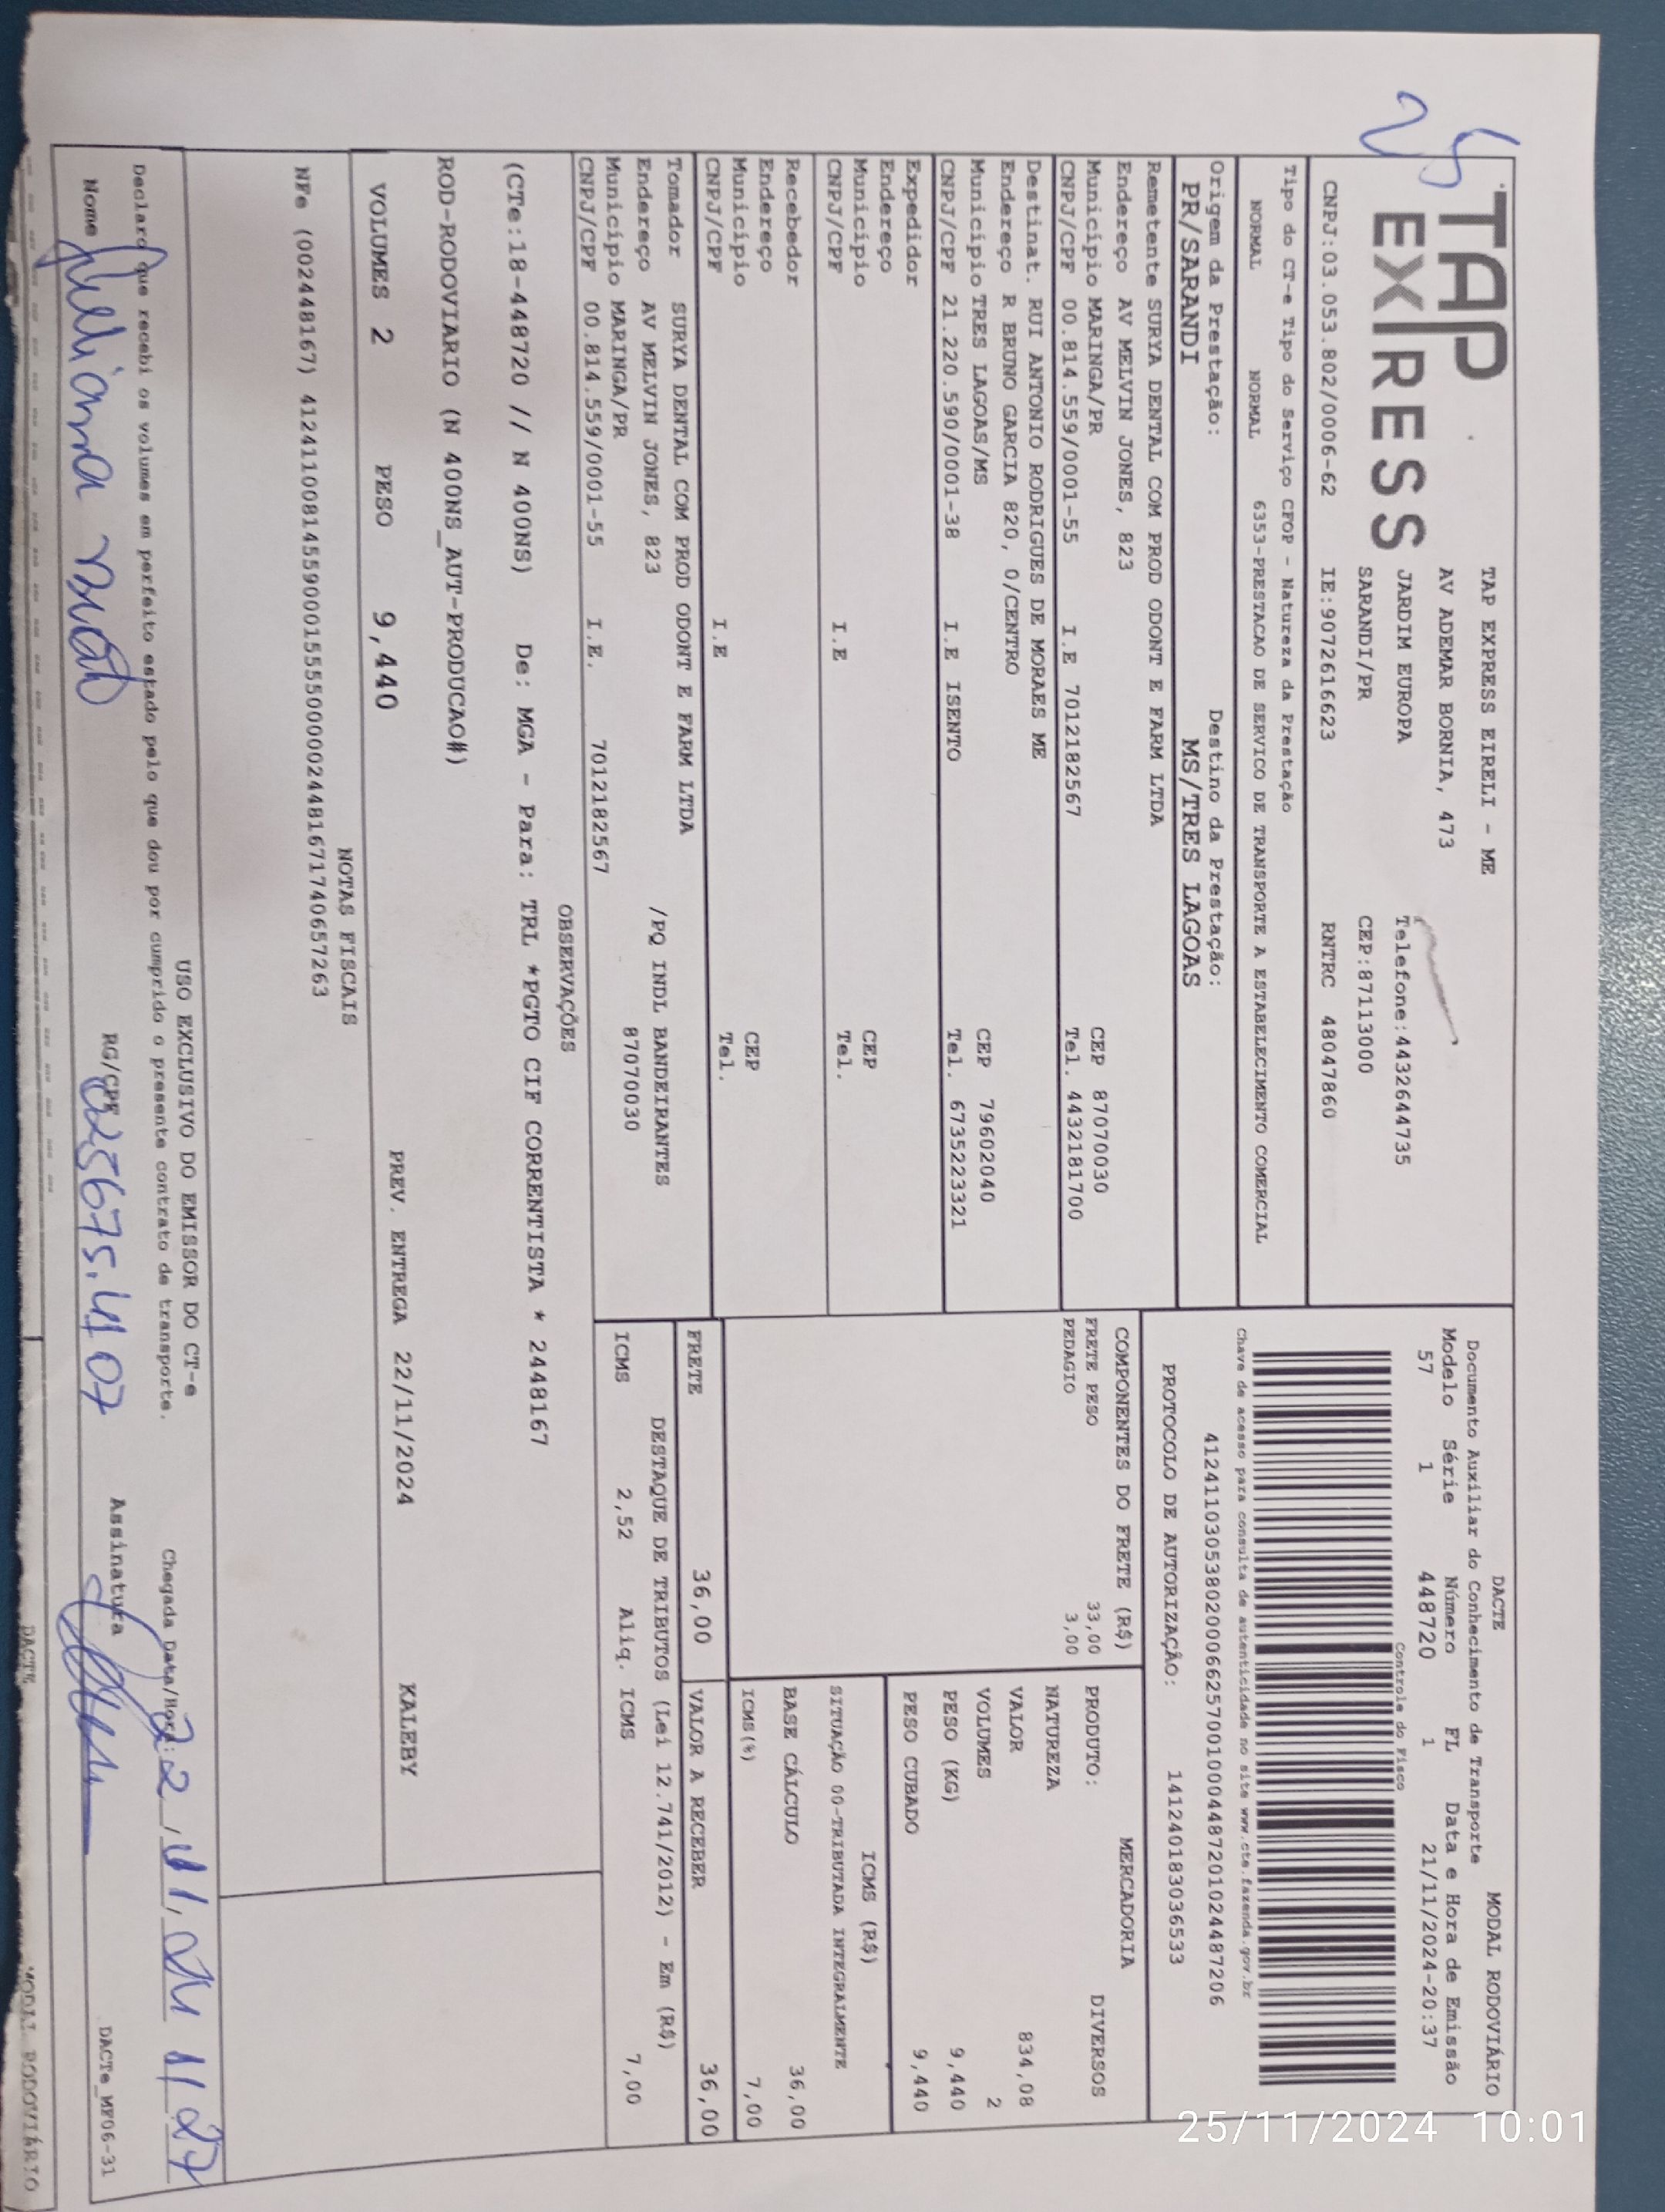 25
TAP EXPRESS
TAP EXPRESS EIRELI - ME
AV ADEMAR BORNIA, 473
JARDIM EUROPA Telefone:4432644735
SARANDI/PR CEP:87113000
CNPJ:03.053.802/0006-62 IE:9072616623 RNTRC 48047860
DACTE MODAL RODOVIÁRIO
Documento Auxiliar do Conhecimento de Transporte
Modelo Série Número FL Data e Hora de Emissão
57 1 448720 1 21/11/2024-20:37
Controle do Fisco
Chave de acesso para consulta de autenticidade no site www.cte.fazenda.gov.br
41241103053802000662570010004487201024487206
PROTOCOLO DE AUTORIZAÇÃO: 141240183036533
Tipo do CT-e Tipo do Serviço CFOP - Natureza da Prestação
NORMAL NORMAL 6353-PRESTACAO DE SERVICO DE TRANSPORTE A ESTABELECIMENTO COMERCIAL
Origem da Prestação: Destino da Prestação:
PR/SARANDI MS/TRES LAGOAS
Remetente SURYA DENTAL COM PROD ODONT E FARM LTDA
Endereço AV MELVIN JONES, 823
Município MARINGA/PR CEP 87070030
CNPJ/CPF 00.814.559/0001-55 I.E 7012182567 Tel. 4432181700
Destinat. RUI ANTONIO RODRIGUES DE MORAES ME
Endereço R BRUNO GARCIA 820, 0/CENTRO
Município TRES LAGOAS/MS CEP 79602040
CNPJ/CPF 21.220.590/0001-38 I.E ISENTO Tel. 6735223321
Expedidor
Endereço
Município CEP
CNPJ/CPF I.E Tel.
Recebedor
Endereço
Município CEP
CNPJ/CPF I.E Tel.
Tomador SURYA DENTAL COM PROD ODONT E FARM LTDA
Endereço AV MELVIN JONES, 823 /PQ INDL BANDEIRANTES
Município MARINGA/PR 87070030
CNPJ/CPF 00.814.559/0001-55 I.E. 7012182567
COMPONENTES DO FRETE (R$)
FRETE PESO 33,00
PEDAGIO 3,00
MERCADORIA
PRODUTO: DIVERSOS
NATUREZA
VALOR 834,08
VOLUMES 2
PESO (KG) 9,440
PESO CUBADO 9,440
ICMS (R$)
SITUAÇÃO 00-TRIBUTADA INTEGRALMENTE
BASE CÁLCULO 36,00
ICMS(%) 7,00
FRETE 36,00 VALOR A RECEBER 36,00
DESTAQUE DE TRIBUTOS (Lei 12.741/2012) - Em (R$)
ICMS 2,52 Aliq. ICMS 7,00
OBSERVAÇÕES
(CTe:18-448720 // N 400NS) De: MGA - Para: TRL *PGTO CIF CORRENTISTA * 2448167
ROD-RODOVIARIO (N 400NS_AUT-PRODUCAO#)
VOLUMES 2 PESO 9,440 PREV. ENTREGA 22/11/2024 KALEBY
NOTAS FISCAIS
NFe (002448167) 41241100814559000155550000024481671740657263
USO EXCLUSIVO DO EMISSOR DO CT-e
Declaro que recebi os volumes em perfeito estado pelo que dou por cumprido o presente contrato de transporte.
Chegada Data/Hora: 22/11/24 11 27
Nome RG/CPF Assinatura
DACTe_MF06-31
DACTE MODAL RODOVIÁRIO
25/11/2024 10:01